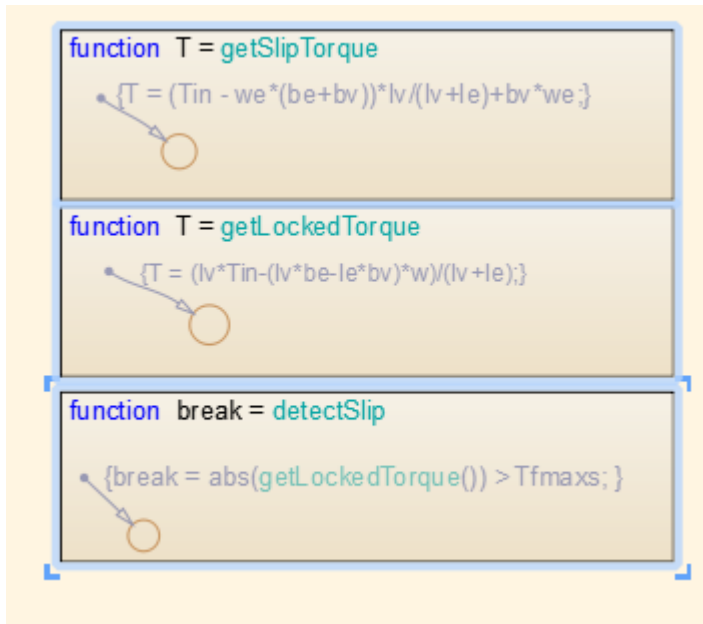 function T = getSlipTorque
{T = (Tin - we*(be+bv))*Iv/(Iv+Ie)+bv*we;}
function T = getLockedTorque
{T = (Iv*Tin-(Iv*be-Ie*bv)*w)/(Iv+Ie);}
function break = detectSlip
{break = abs(getLockedTorque()) > Tfmaxs; }